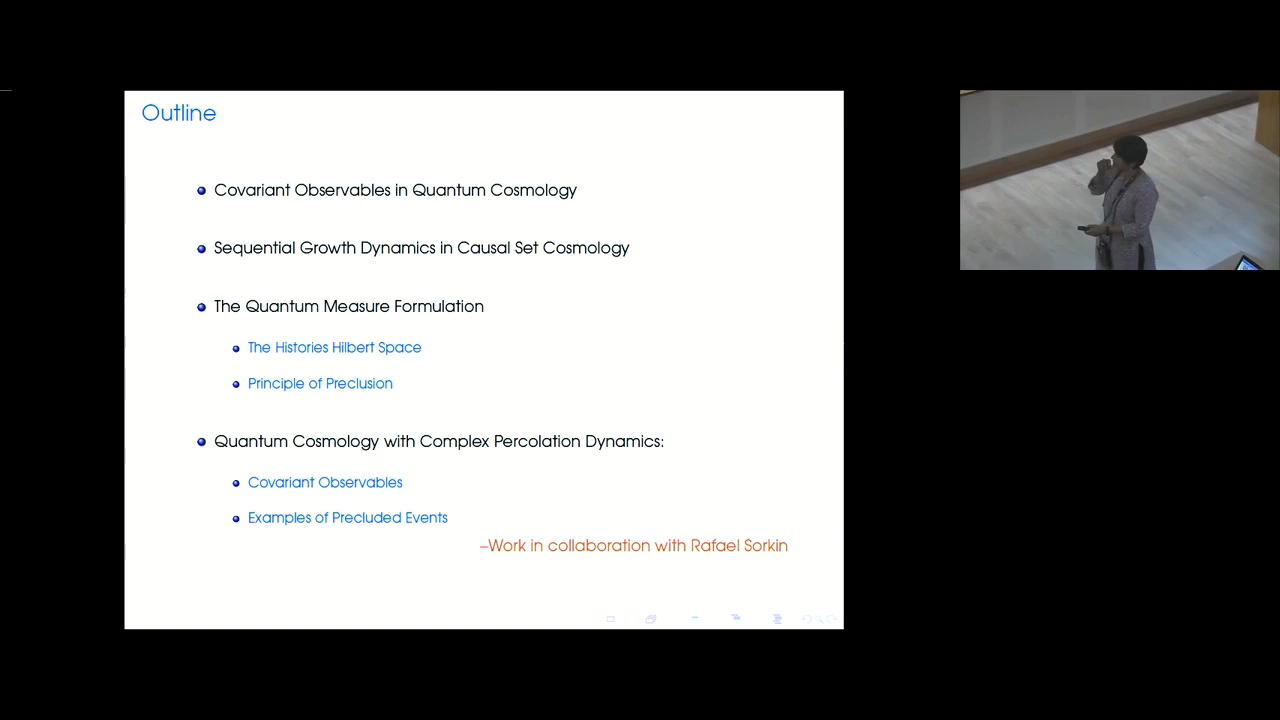 Outline
Covariant Observables in Quantum Cosmology
Sequential Growth Dynamics in Causal Set Cosmology
The Quantum Measure Formulation
The Histories Hilbert Space
Principle of Preclusion
Quantum Cosmology with Complex Percolation Dynamics:
Covariant Observables
Examples of Precluded Events
–Work in collaboration with Rafael Sorkin